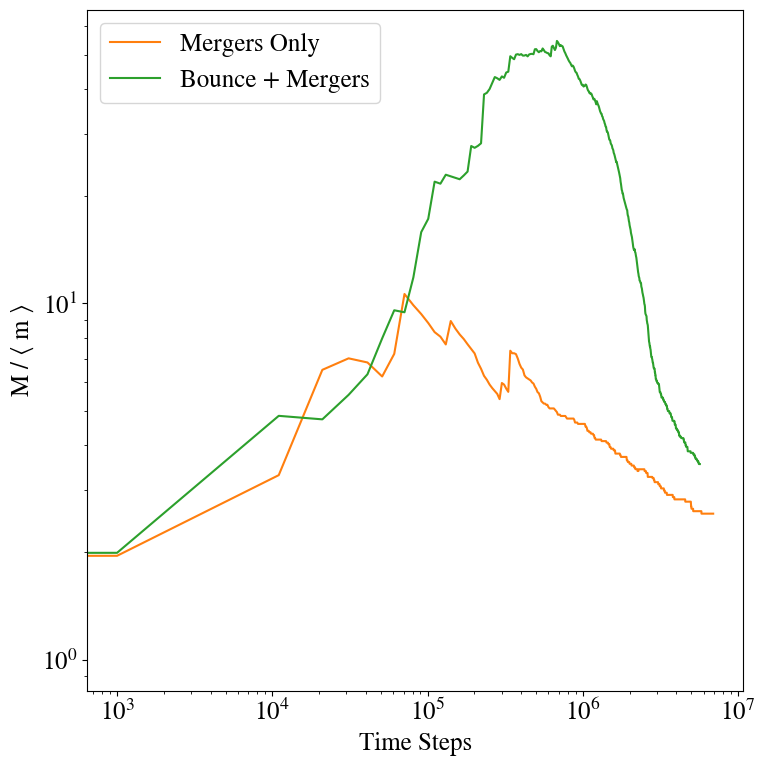 Mergers Only
Bounce + Mergers
M / ⟨ m ⟩
10¹
10⁰
10³ 10⁴ 10⁵ 10⁶ 10⁷
Time Steps